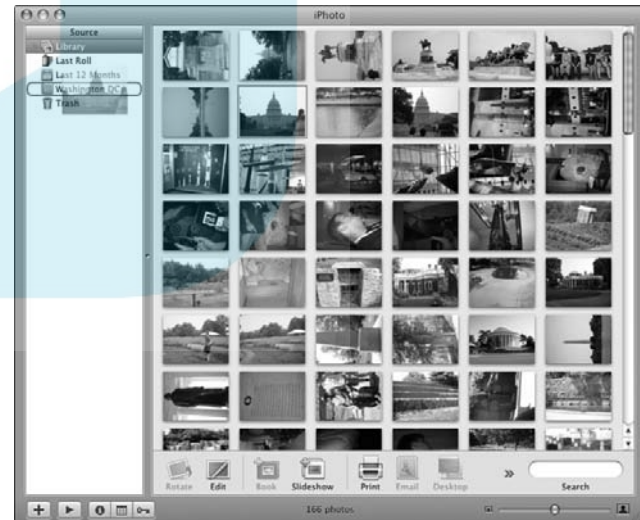 iPhoto
Source
Library
Last Roll
Last 12 Months
Washington DC
Trash
Rotate Edit Book Slideshow Print Email Desktop » Search
166 photos